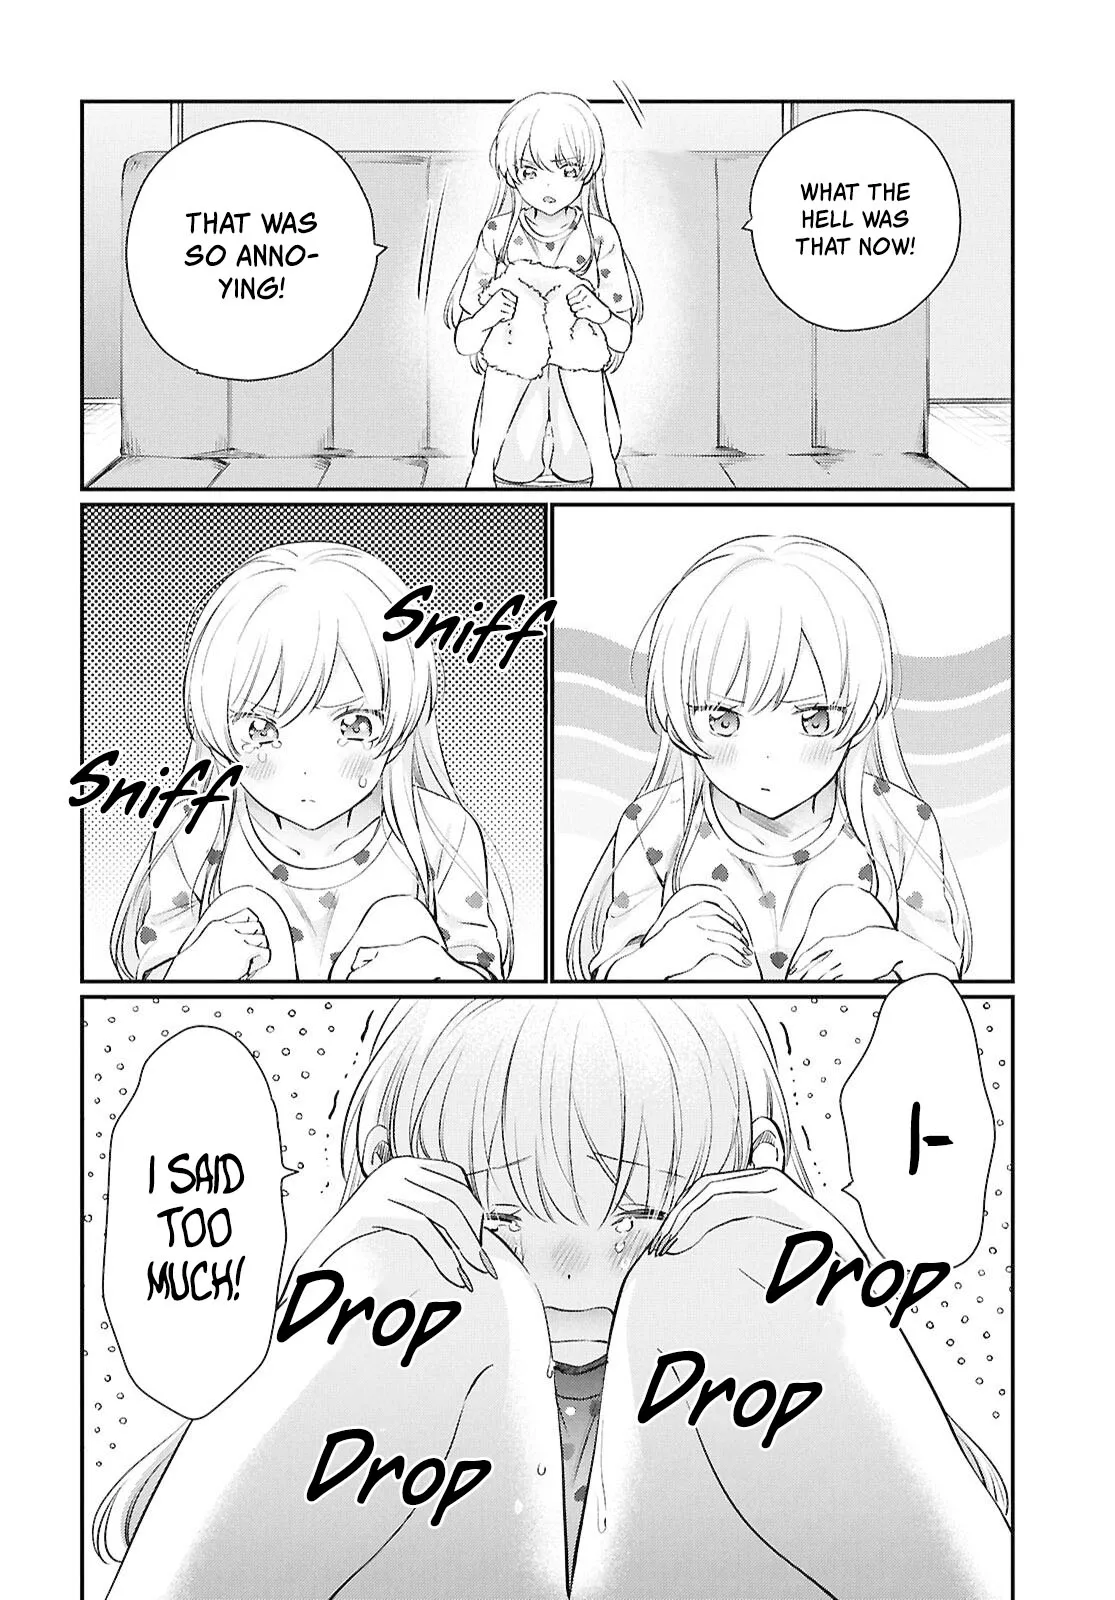 WHAT THE
HELL WAS
THAT NOW!
THAT WAS
SO ANNO-
YING!
Sniff
Sniff
I-
I SAID
TOO
MUCH!
Drop
Drop
Drop
Drop